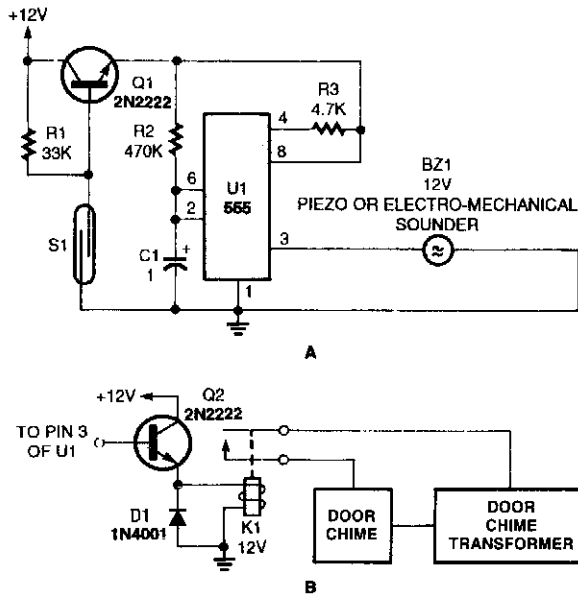 +12V
Q1
2N2222
R1
33K
R2
470K
R3
4.7K
4
8
6
2
U1
555
3
1
BZ1
12V
PIEZO OR ELECTRO-MECHANICAL
SOUNDER
S1
C1
1
+
A
+12V
Q2
2N2222
TO PIN 3
OF U1
D1
1N4001
K1
12V
DOOR
CHIME
DOOR
CHIME
TRANSFORMER
B